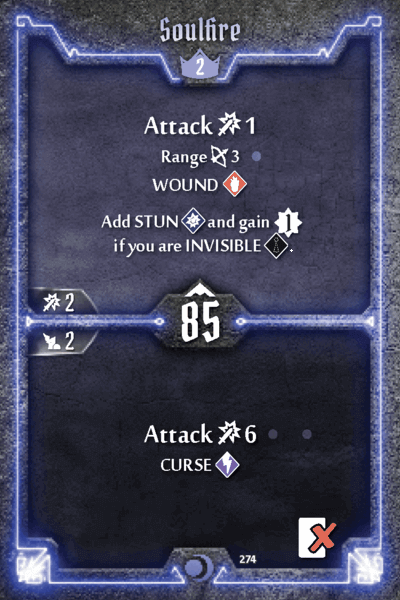 Soulfire
2
Attack 1
Range 3
WOUND
Add STUN and gain 1
if you are INVISIBLE .
2
85
2
Attack 6
CURSE
274